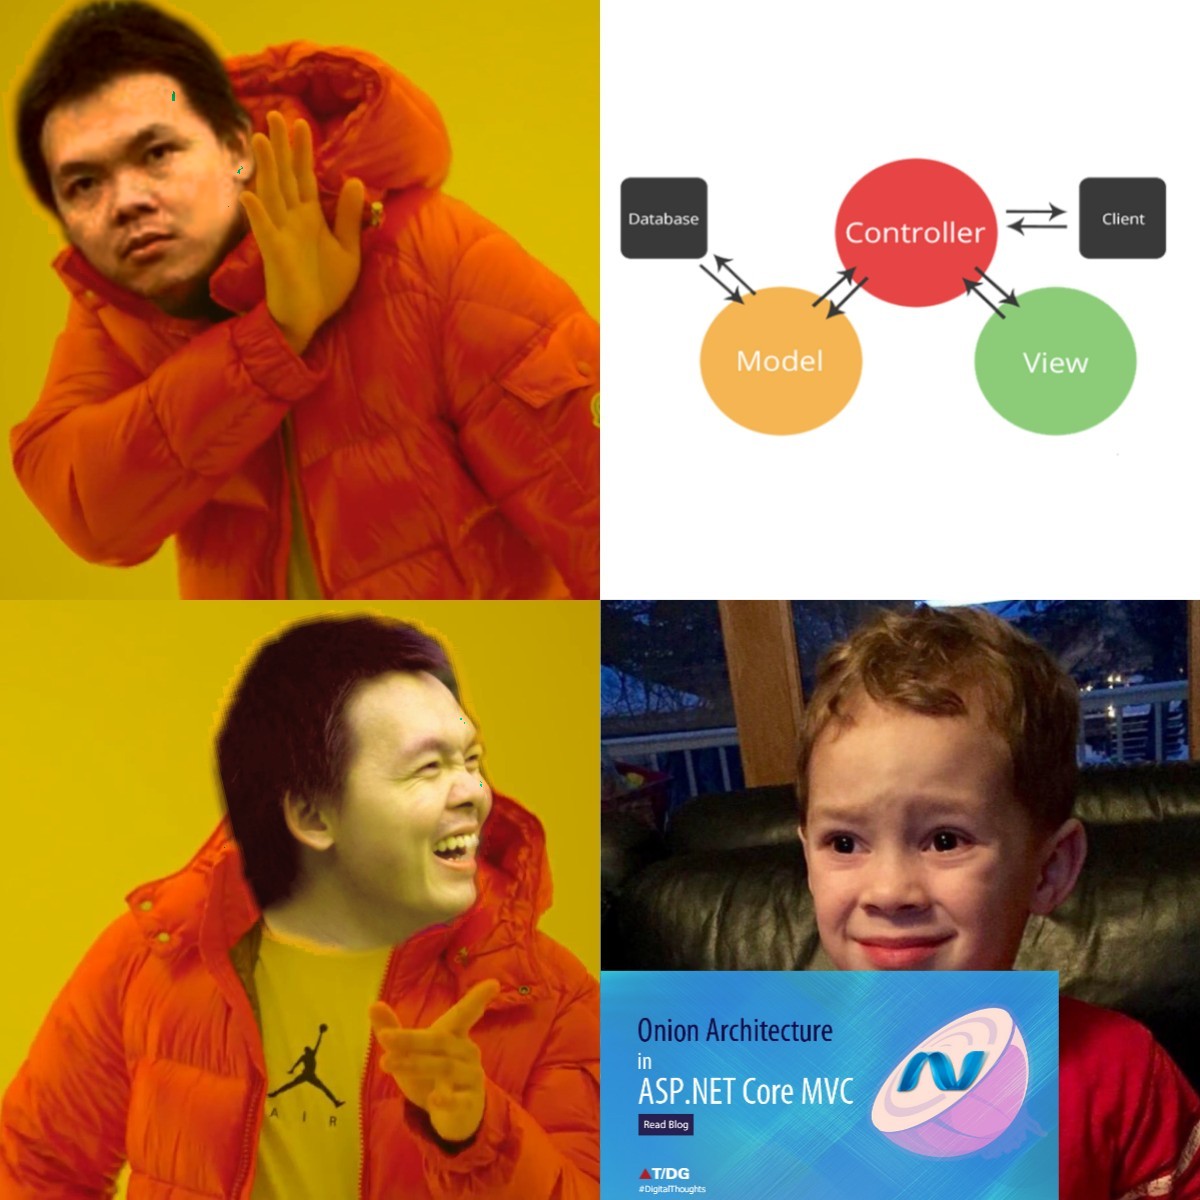 Database
Controller
Client
Model
View
AIR
Onion Architecture
in
ASP.NET Core MVC
Read Blog
T/DG
#DigitalThoughts